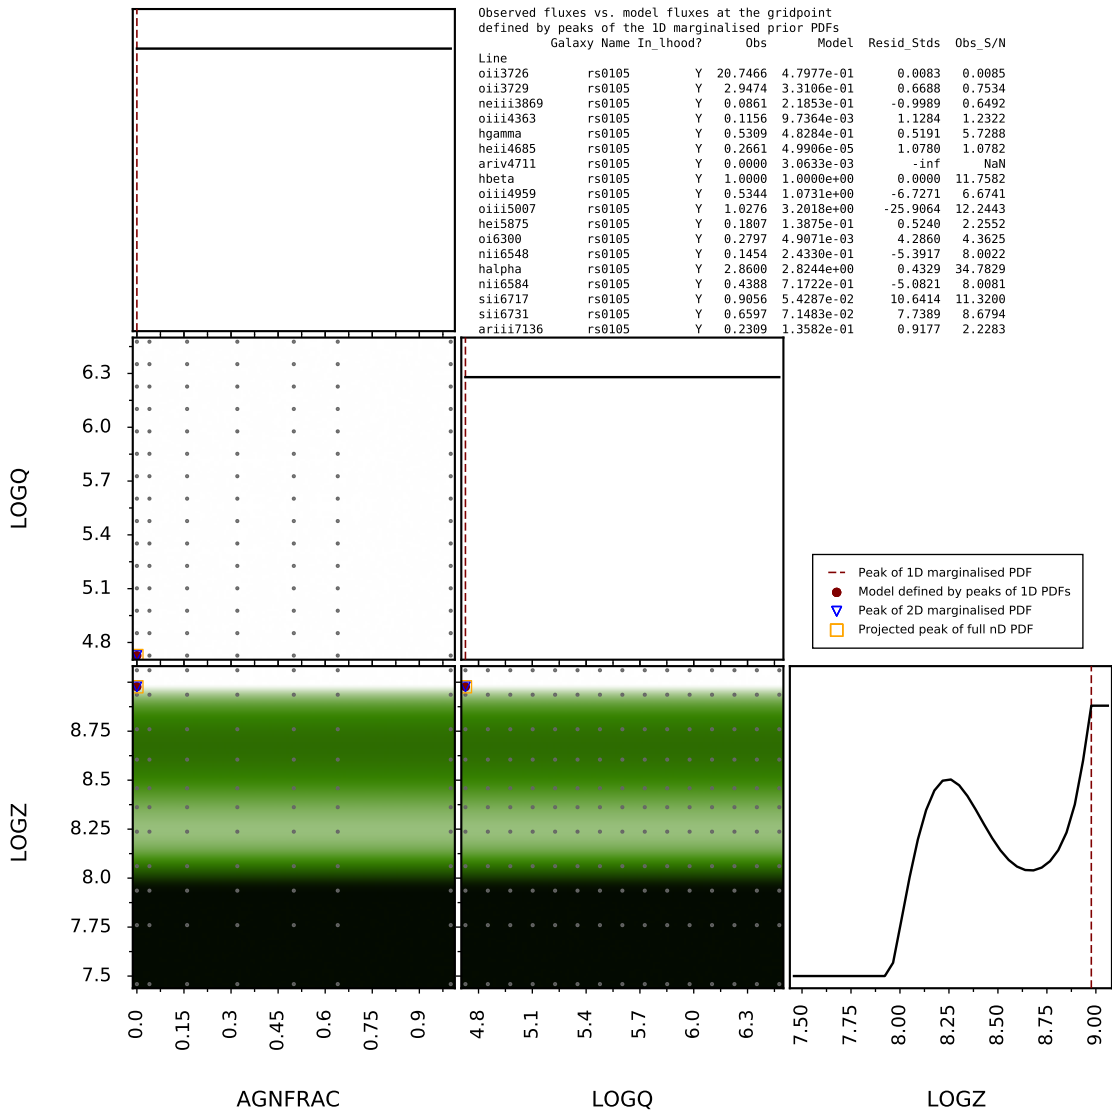 Observed fluxes vs. model fluxes at the gridpoint
defined by peaks of the 1D marginalised prior PDFs
Galaxy Name In_lhood? Obs Model Resid_Stds Obs_S/N
Line
oii3726 rs0105 Y 20.7466 4.7977e-01 0.0083 0.0085
oii3729 rs0105 Y 2.9474 3.3106e-01 0.6688 0.7534
neiii3869 rs0105 Y 0.0861 2.1853e-01 -0.9989 0.6492
oiii4363 rs0105 Y 0.1156 9.7364e-03 1.1284 1.2322
hgamma rs0105 Y 0.5309 4.8284e-01 0.5191 5.7288
heii4685 rs0105 Y 0.2661 4.9906e-05 1.0780 1.0782
ariv4711 rs0105 Y 0.0000 3.0633e-03 -inf NaN
hbeta rs0105 Y 1.0000 1.0000e+00 0.0000 11.7582
oiii4959 rs0105 Y 0.5344 1.0731e+00 -6.7271 6.6741
oiii5007 rs0105 Y 1.0276 3.2018e+00 -25.9064 12.2443
hei5875 rs0105 Y 0.1807 1.3875e-01 0.5240 2.2552
oi6300 rs0105 Y 0.2797 4.9071e-03 4.2860 4.3625
nii6548 rs0105 Y 0.1454 2.4330e-01 -5.3917 8.0022
halpha rs0105 Y 2.8600 2.8244e+00 0.4329 34.7829
nii6584 rs0105 Y 0.4388 7.1722e-01 -5.0821 8.0081
sii6717 rs0105 Y 0.9056 5.4287e-02 10.6414 11.3200
sii6731 rs0105 Y 0.6597 7.1483e-02 7.7389 8.6794
ariii7136 rs0105 Y 0.2309 1.3582e-01 0.9177 2.2283
LOGQ
6.3
6.0
5.7
5.4
5.1
4.8
Peak of 1D marginalised PDF
Model defined by peaks of 1D PDFs
Peak of 2D marginalised PDF
Projected peak of full nD PDF
LOGZ
8.75
8.5
8.25
8.0
7.75
7.5
0.0 0.15 0.3 0.45 0.6 0.75 0.9
4.8 5.1 5.4 5.7 6.0 6.3
7.50 7.75 8.00 8.25 8.50 8.75 9.00
AGNFRAC LOGQ LOGZ